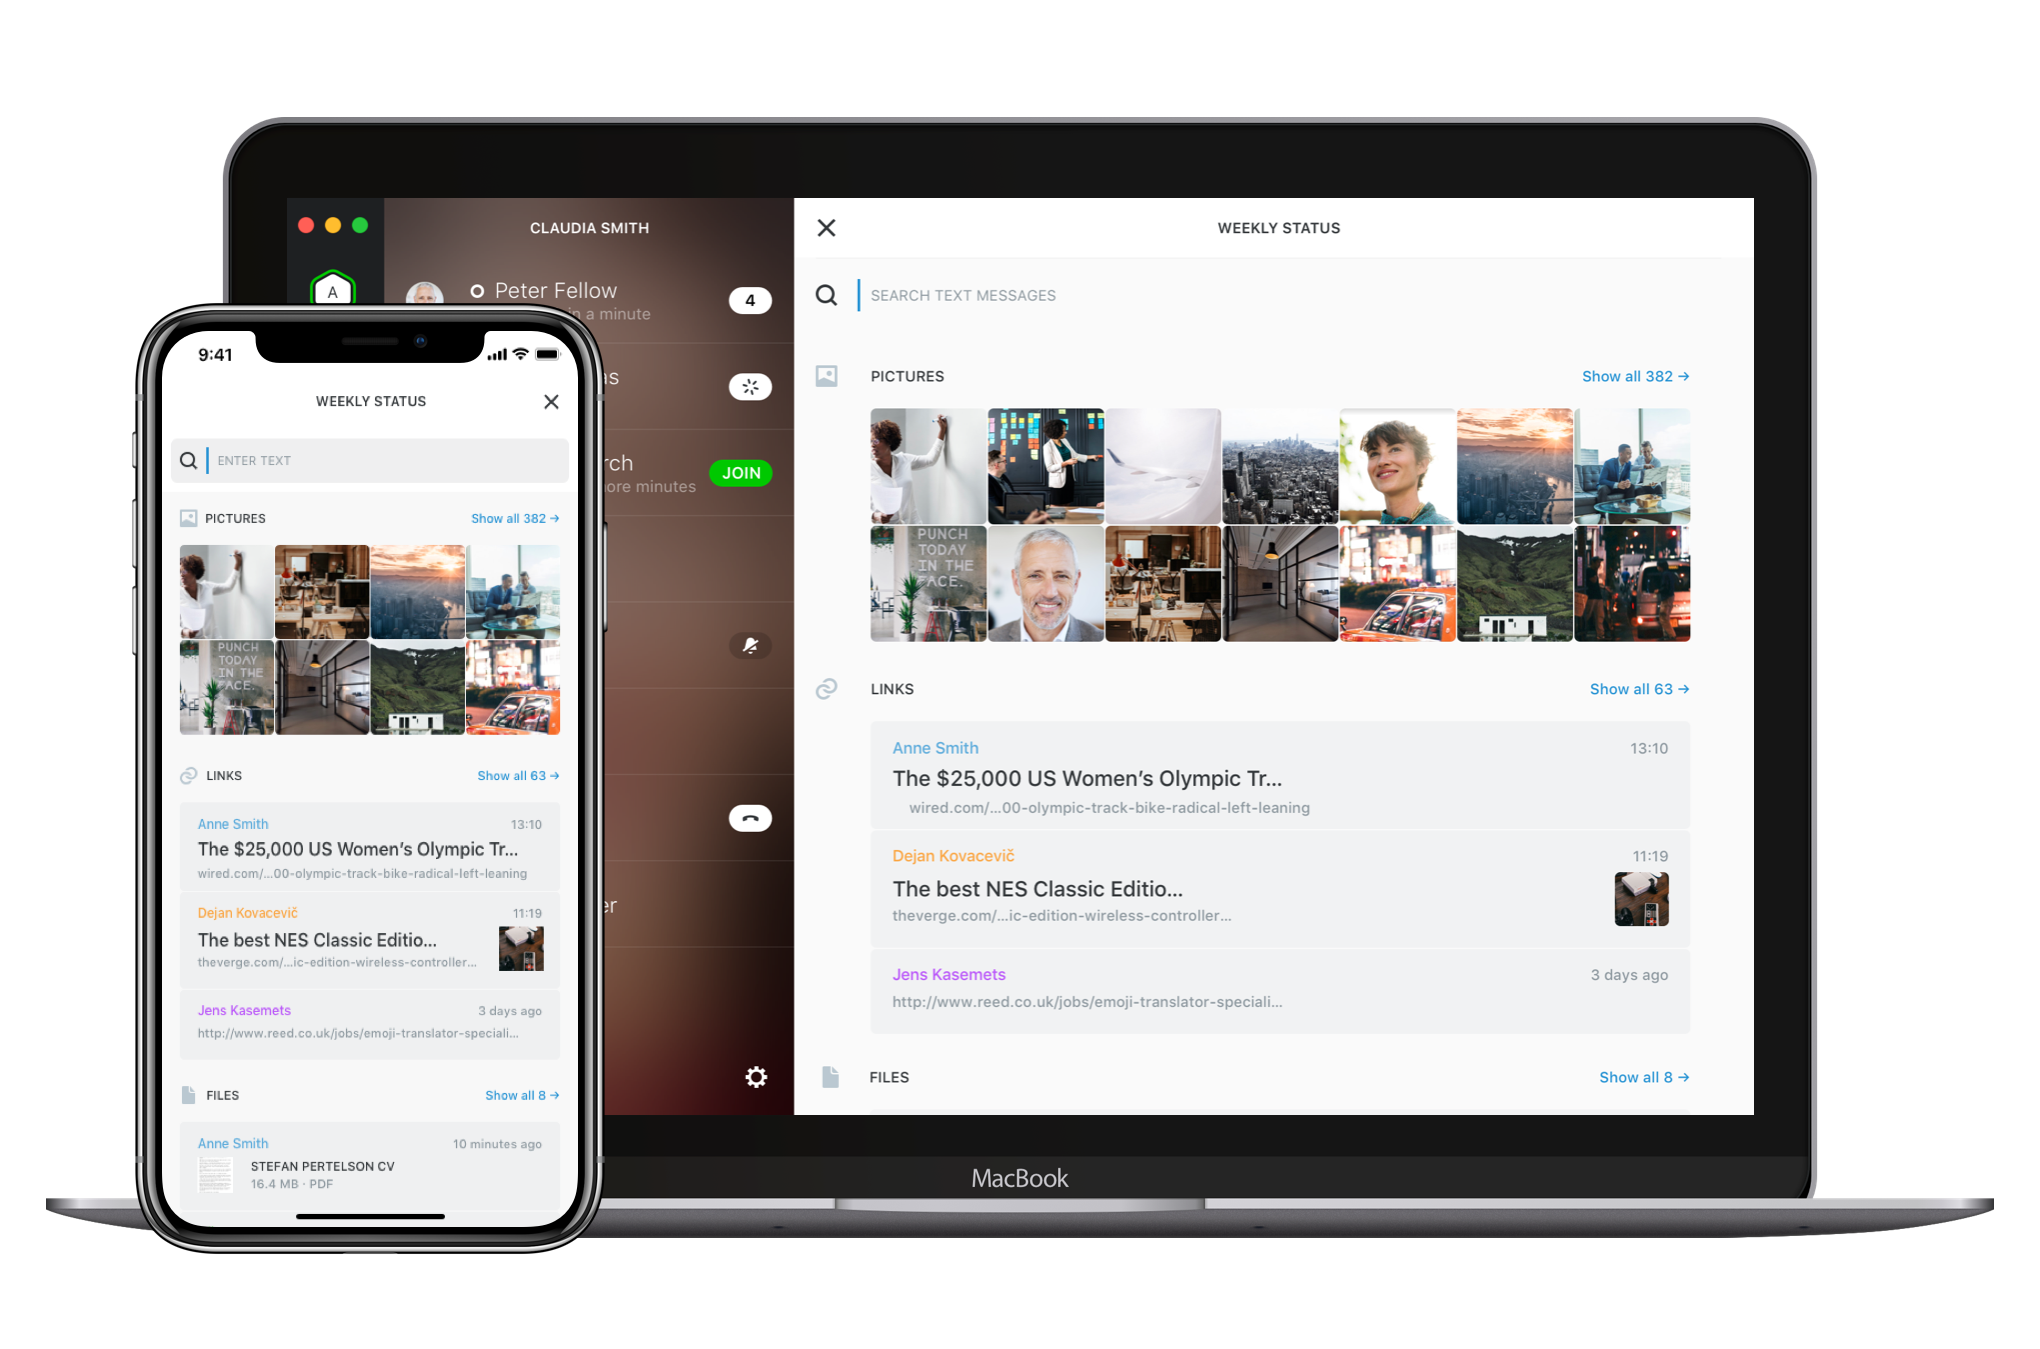 CLAUDIA SMITH
A
Peter Fellow
in a minute
4
as
rch
ore minutes
JOIN
er
WEEKLY STATUS
SEARCH TEXT MESSAGES
PICTURES
Show all 382 →
PUNCH
TODAY
IN THE
FACE.
LINKS
Show all 63 →
Anne Smith
13:10
The $25,000 US Women’s Olympic Tr...
wired.com/...00-olympic-track-bike-radical-left-leaning
Dejan Kovacevič
11:19
The best NES Classic Editio...
theverge.com/...ic-edition-wireless-controller...
Jens Kasemets
3 days ago
http://www.reed.co.uk/jobs/emoji-translator-speciali...
FILES
Show all 8 →
MacBook
9:41
WEEKLY STATUS
ENTER TEXT
PICTURES
Show all 382 →
PUNCH
TODAY
IN THE
FACE.
LINKS
Show all 63 →
Anne Smith
13:10
The $25,000 US Women’s Olympic Tr...
wired.com/...00-olympic-track-bike-radical-left-leaning
Dejan Kovacevič
11:19
The best NES Classic Editio...
theverge.com/...ic-edition-wireless-controller...
Jens Kasemets
3 days ago
http://www.reed.co.uk/jobs/emoji-translator-speciali...
FILES
Show all 8 →
Anne Smith
10 minutes ago
STEFAN PERTELSON CV
16.4 MB · PDF